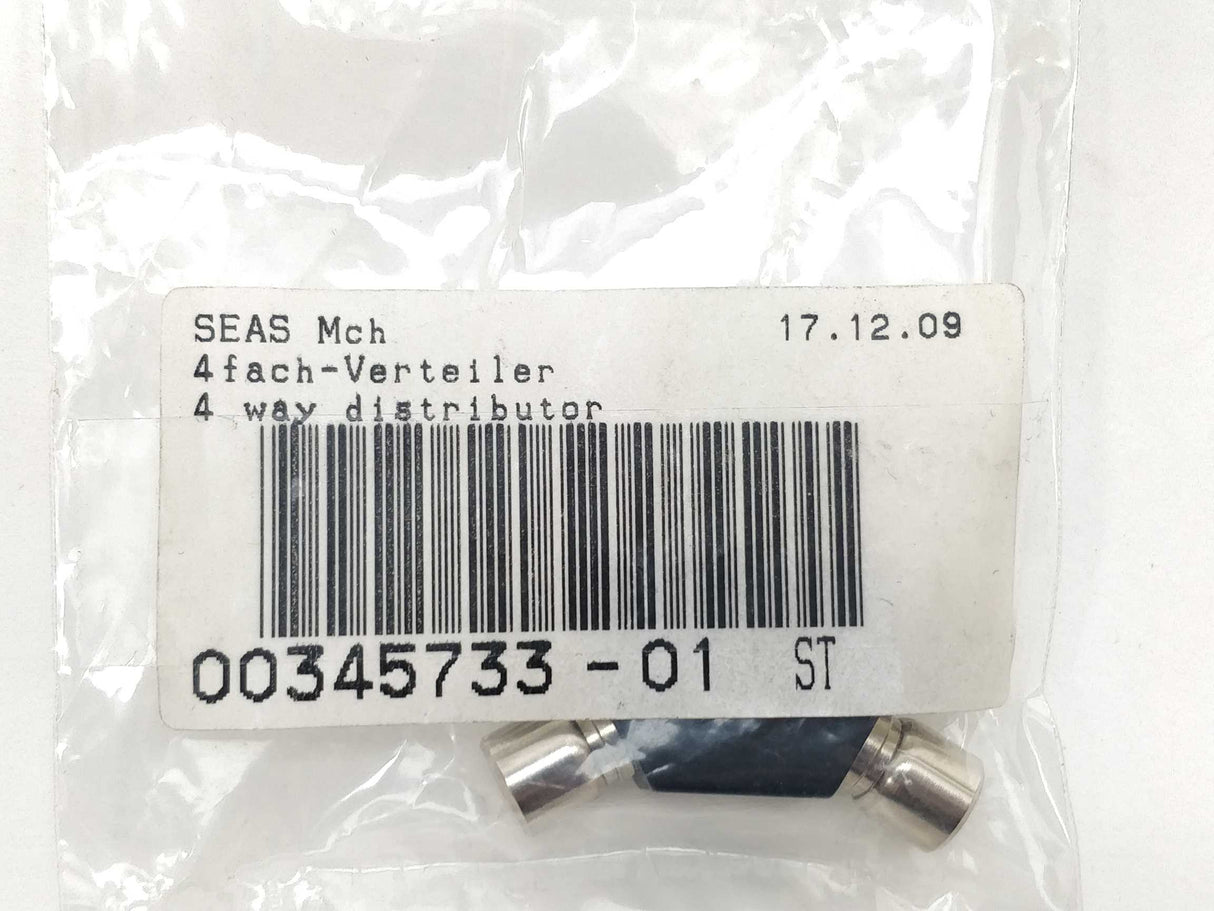 SEAS Mch 17.12.09
4fach-Verteiler
4 way distributor
00345733-01 ST